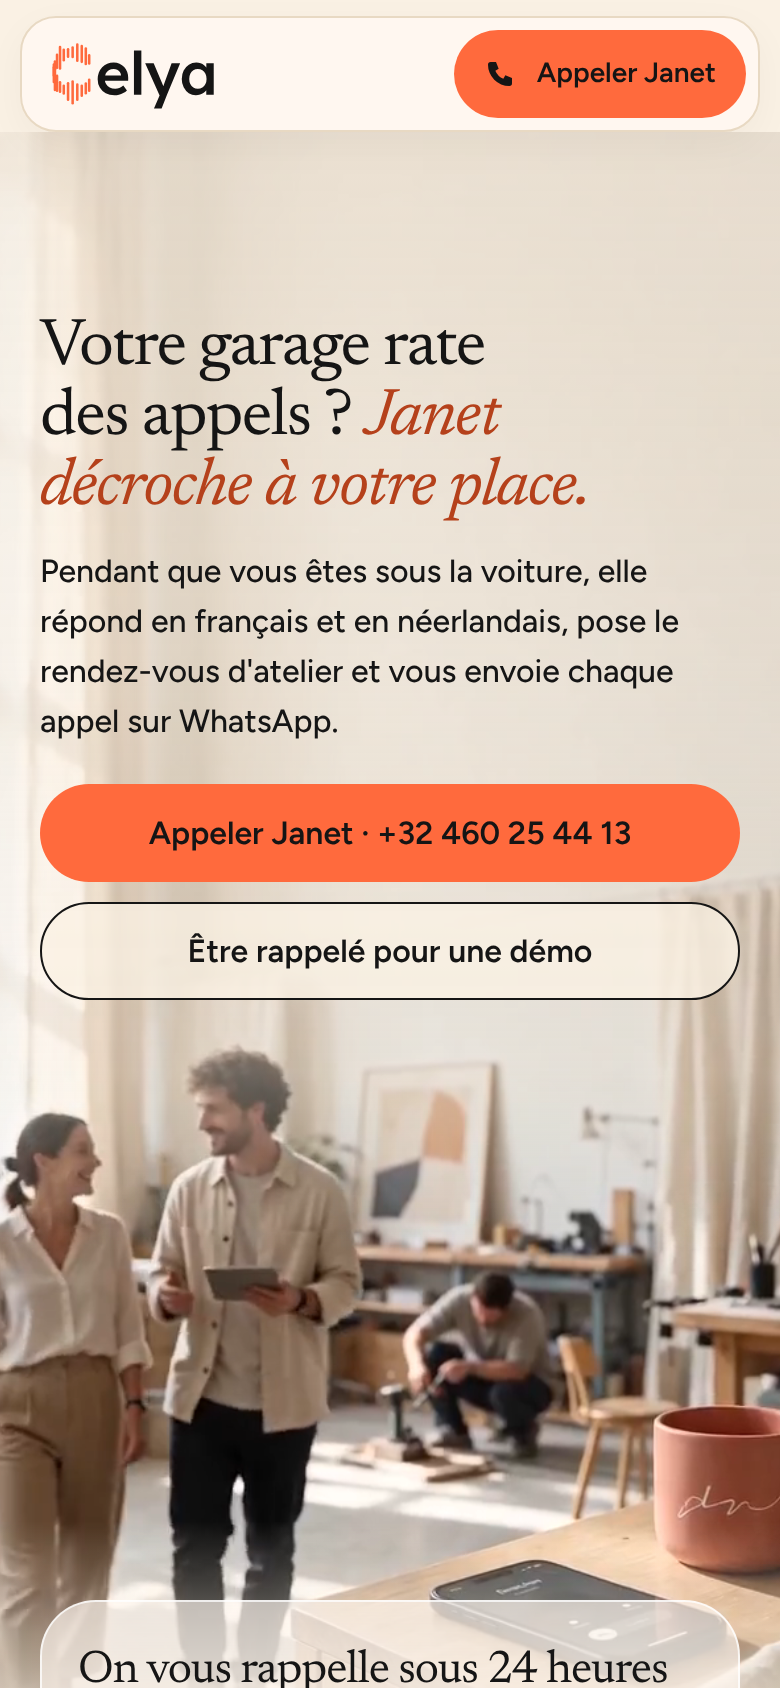 Celya
Appeler Janet
Votre garage rate
des appels ? Janet
décroche à votre place.
Pendant que vous êtes sous la voiture, elle
répond en français et en néerlandais, pose le
rendez-vous d'atelier et vous envoie chaque
appel sur WhatsApp.
Appeler Janet · +32 460 25 44 13
Être rappelé pour une démo
On vous rappelle sous 24 heures